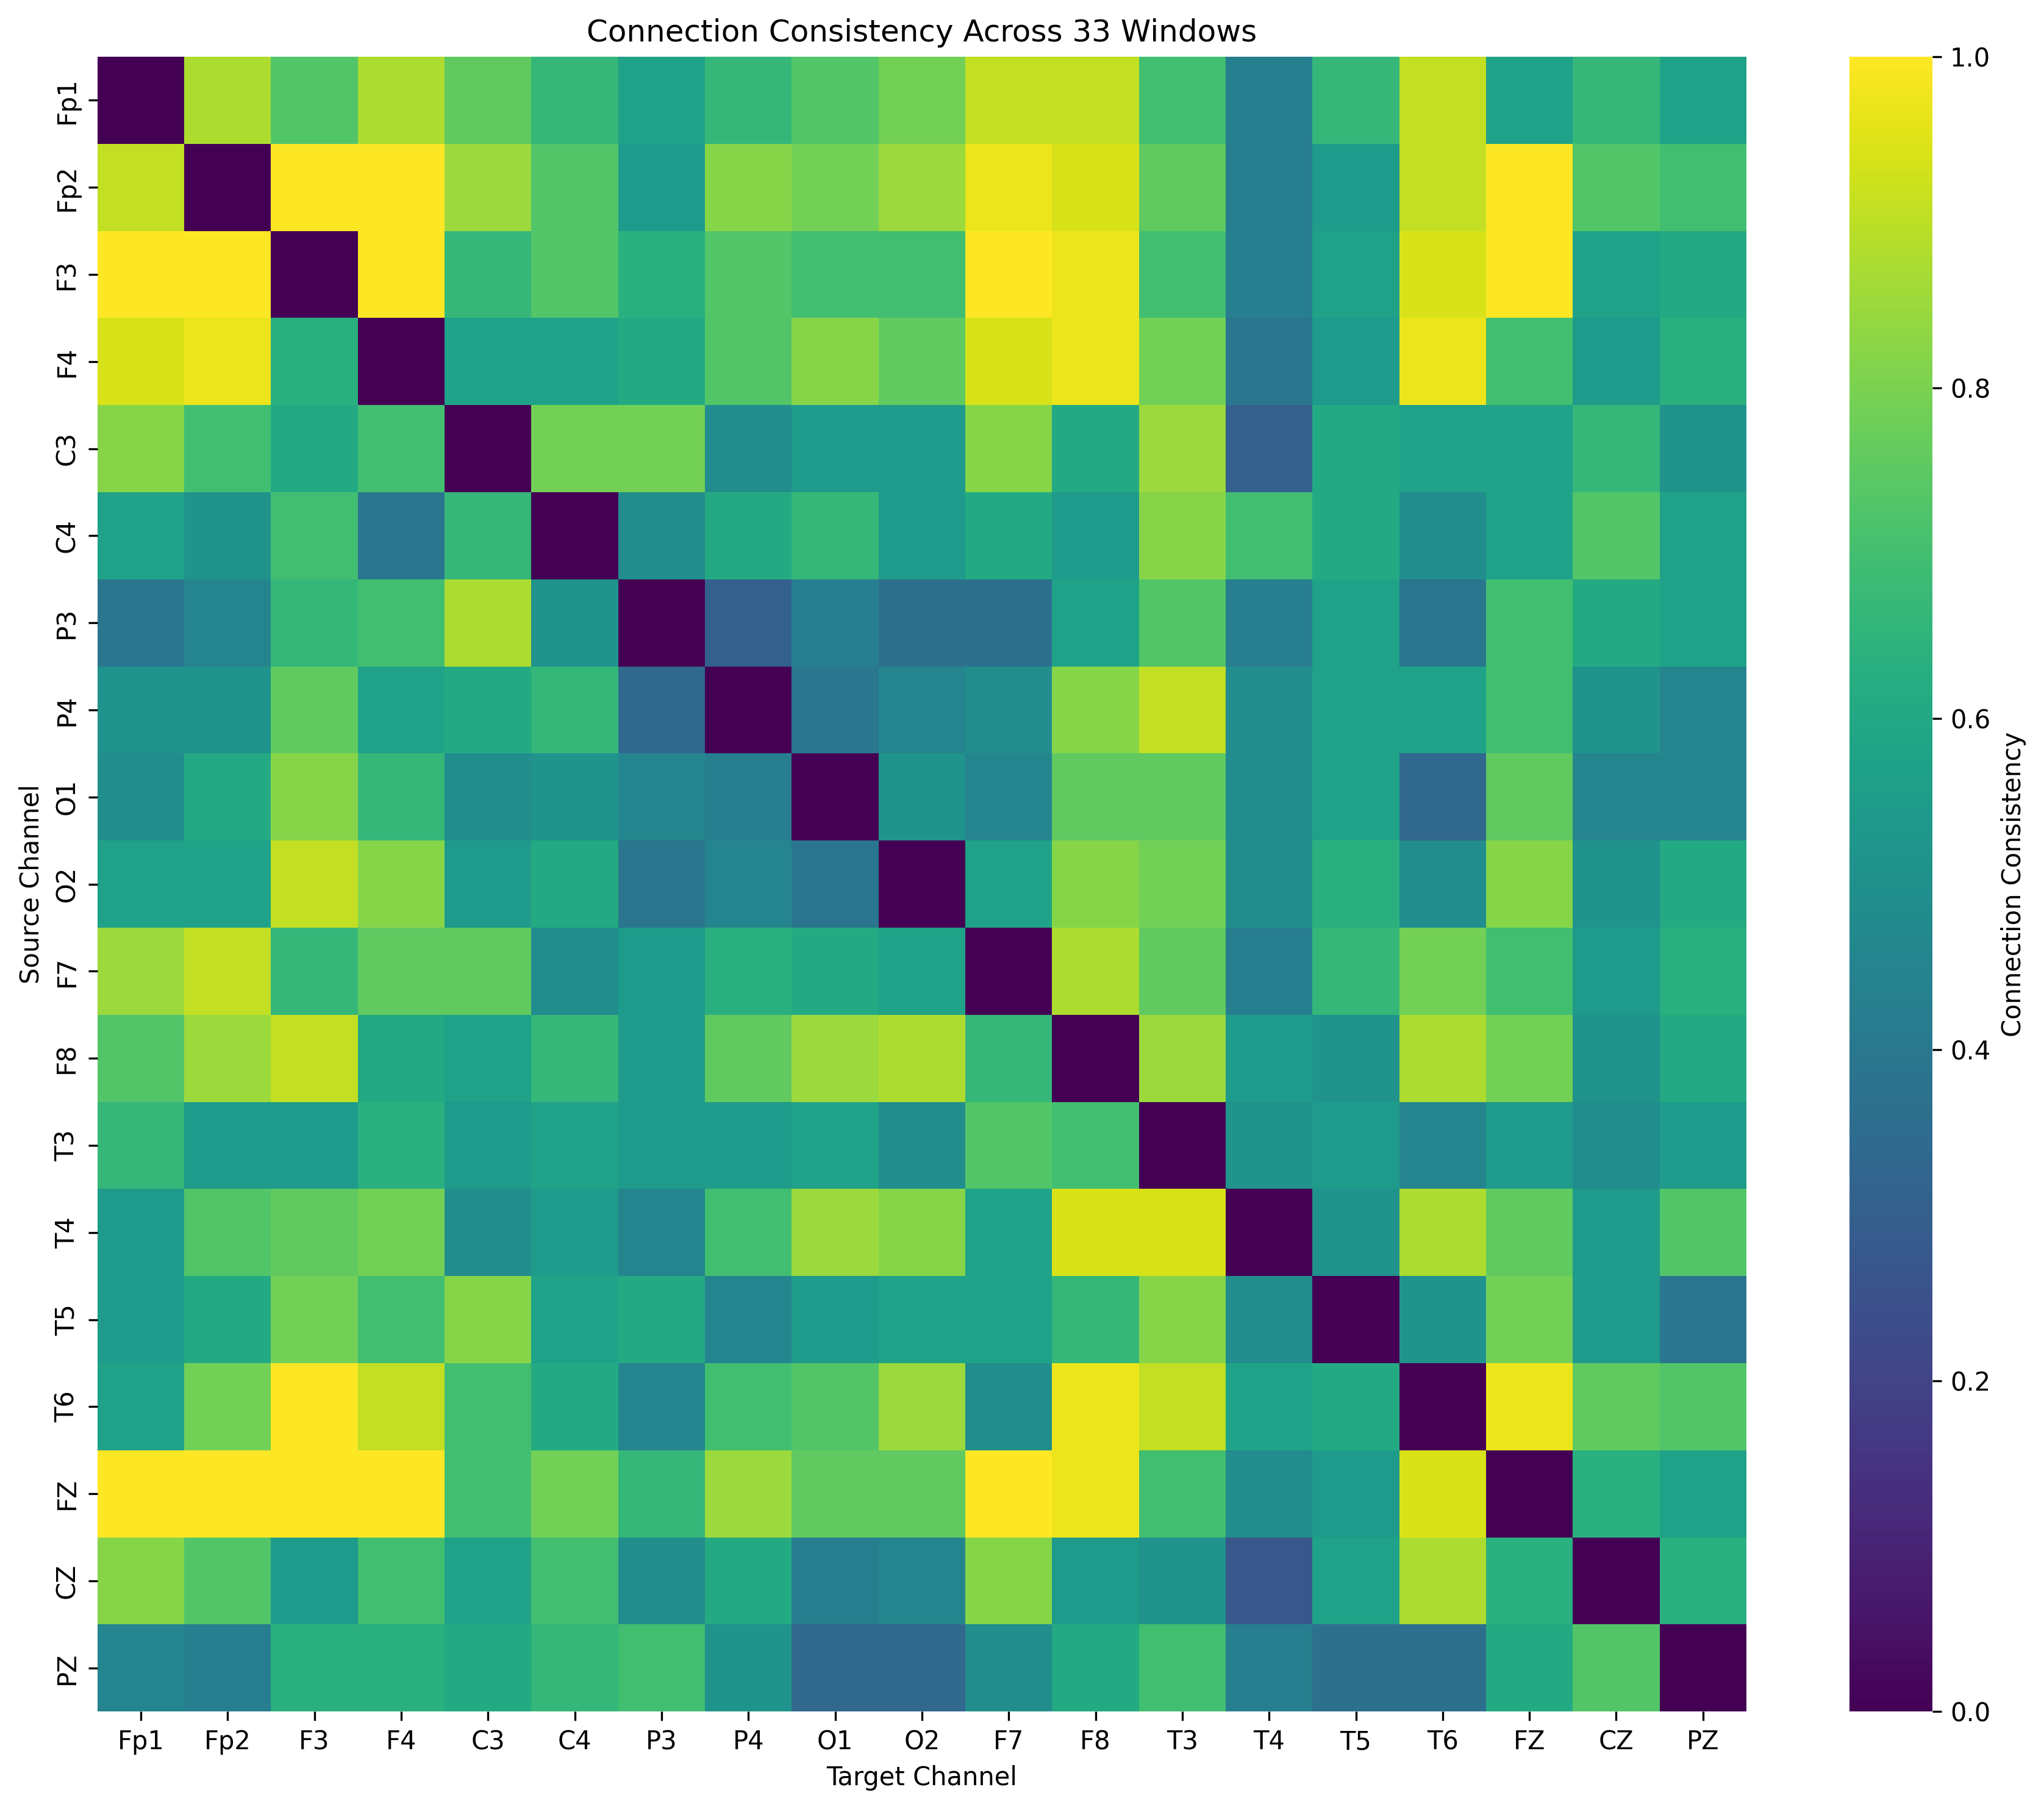 Connection Consistency Across 33 Windows
Fp1
Fp2
F3
F4
C3
C4
P3
P4
O1
O2
F7
F8
T3
T4
T5
T6
FZ
CZ
PZ
Source Channel
Fp1 Fp2 F3 F4 C3 C4 P3 P4 O1 O2 F7 F8 T3 T4 T5 T6 FZ CZ PZ
Target Channel
1.0
0.8
0.6
0.4
0.2
0.0
Connection Consistency